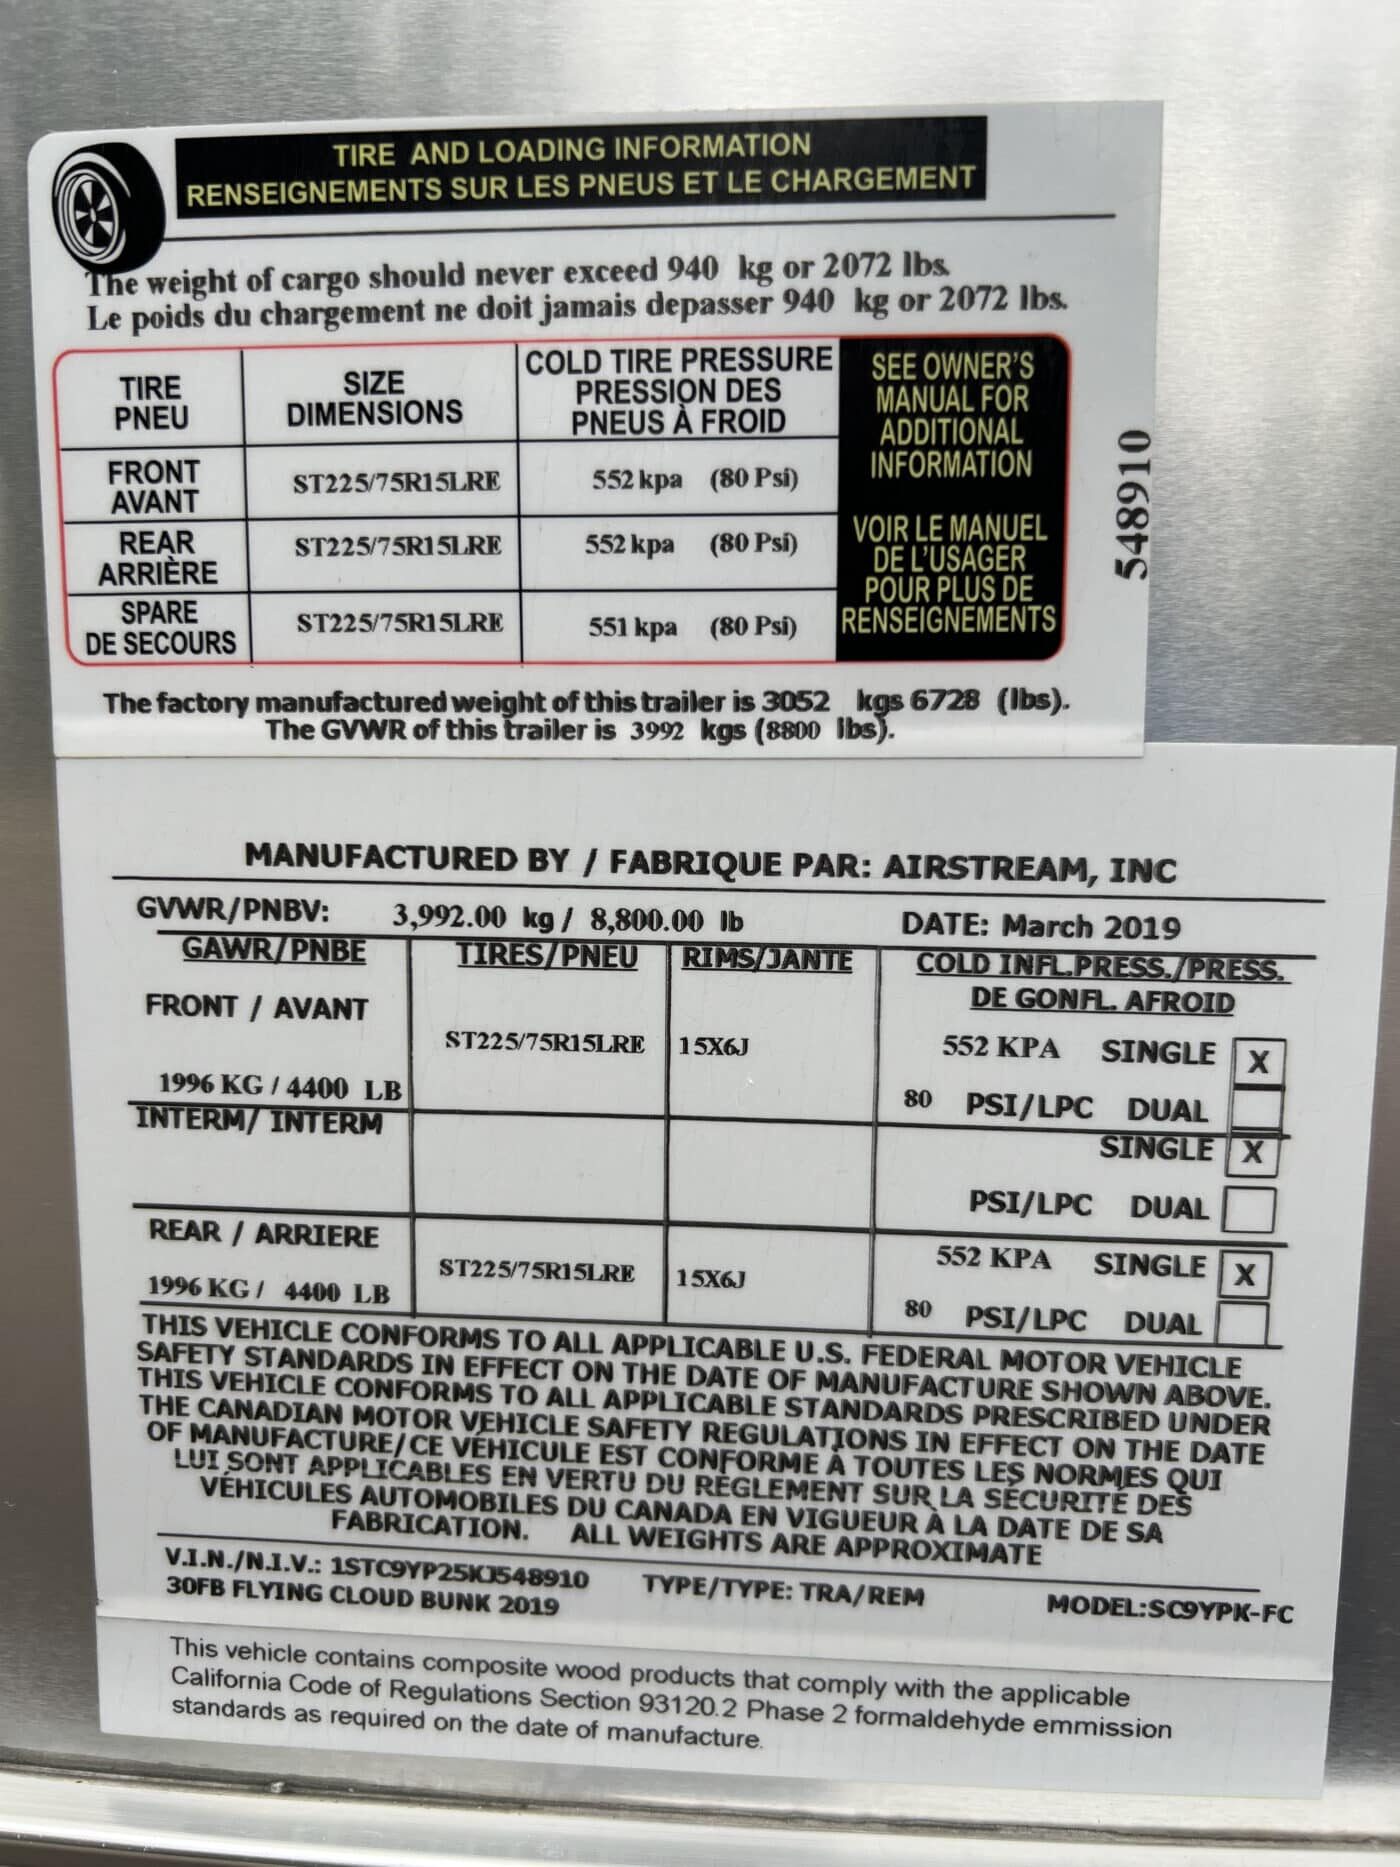 TIRE AND LOADING INFORMATION
RENSEIGNEMENTS SUR LES PNEUS ET LE CHARGEMENT
The weight of cargo should never exceed 940 kg or 2072 lbs.
Le poids du chargement ne doit jamais depasser 940 kg or 2072 lbs.
TIRE PNEU SIZE DIMENSIONS COLD TIRE PRESSURE PRESSION DES PNEUS À FROID
FRONT AVANT ST225/75R15LRE 552 kpa (80 Psi)
REAR ARRIÈRE ST225/75R15LRE 552 kpa (80 Psi)
SPARE DE SECOURS ST225/75R15LRE 551 kpa (80 Psi)
SEE OWNER'S
MANUAL FOR
ADDITIONAL
INFORMATION
VOIR LE MANUEL
DE L'USAGER
POUR PLUS DE
RENSEIGNEMENTS
548910
The factory manufactured weight of this trailer is 3052 kgs 6728 (lbs).
The GVWR of this trailer is 3992 kgs (8800 lbs).
MANUFACTURED BY / FABRIQUE PAR: AIRSTREAM, INC
GVWR/PNBV: 3,992.00 kg / 8,800.00 lb DATE: March 2019
GAWR/PNBE TIRES/PNEU RIMS/JANTE COLD INFL.PRESS./PRESS.
DE GONFL. AFROID
FRONT / AVANT
ST225/75R15LRE 15X6J 552 KPA SINGLE X
1996 KG / 4400 LB 80 PSI/LPC DUAL
INTERM/ INTERM SINGLE X
PSI/LPC DUAL
REAR / ARRIERE 552 KPA SINGLE X
ST225/75R15LRE 15X6J
1996 KG / 4400 LB 80 PSI/LPC DUAL
THIS VEHICLE CONFORMS TO ALL APPLICABLE U.S. FEDERAL MOTOR VEHICLE
SAFETY STANDARDS IN EFFECT ON THE DATE OF MANUFACTURE SHOWN ABOVE.
THIS VEHICLE CONFORMS TO ALL APPLICABLE STANDARDS PRESCRIBED UNDER
THE CANADIAN MOTOR VEHICLE SAFETY REGULATIONS IN EFFECT ON THE DATE
OF MANUFACTURE/CE VÉHICULE EST CONFORME À TOUTES LES NORMES QUI
LUI SONT APPLICABLES EN VERTU DU RÉGLEMENT SUR LA SÉCURITÉ DES
VÉHICULES AUTOMOBILES DU CANADA EN VIGUEUR À LA DATE DE SA
FABRICATION. ALL WEIGHTS ARE APPROXIMATE
V.I.N./N.I.V.: 1STC9YP25KJ548910 TYPE/TYPE: TRA/REM MODEL:SC9YPK-FC
30FB FLYING CLOUD BUNK 2019
This vehicle contains composite wood products that comply with the applicable
California Code of Regulations Section 93120.2 Phase 2 formaldehyde emmission
standards as required on the date of manufacture.